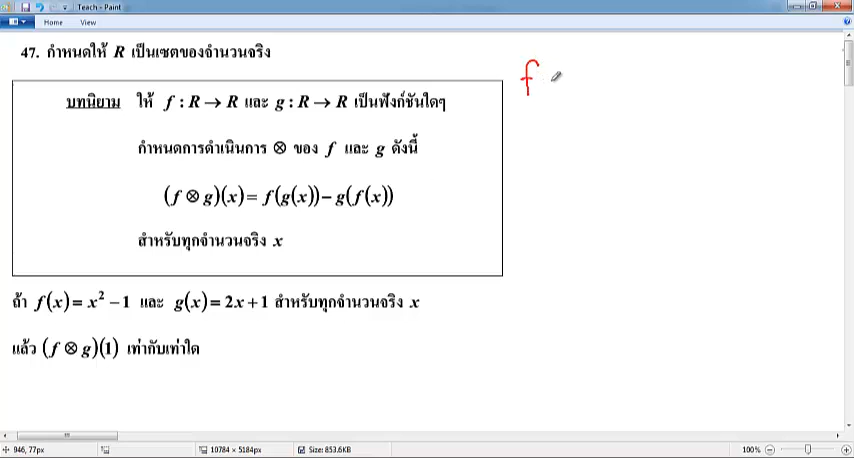 Teach - Paint
Home View
47. กำหนดให้ R เป็นเซตของจำนวนจริง
f
บทนิยาม ให้ f : R → R และ g : R → R เป็นฟังก์ชันใดๆ
กำหนดการดำเนินการ ⊗ ของ f และ g ดังนี้
(f ⊗ g)(x) = f(g(x)) − g(f(x))
สำหรับทุกจำนวนจริง x
ถ้า f(x) = x² − 1 และ g(x) = 2x + 1 สำหรับทุกจำนวนจริง x
แล้ว (f ⊗ g)(1) เท่ากับเท่าใด
946, 77px 10784 × 5184px Size: 853.6KB 100%